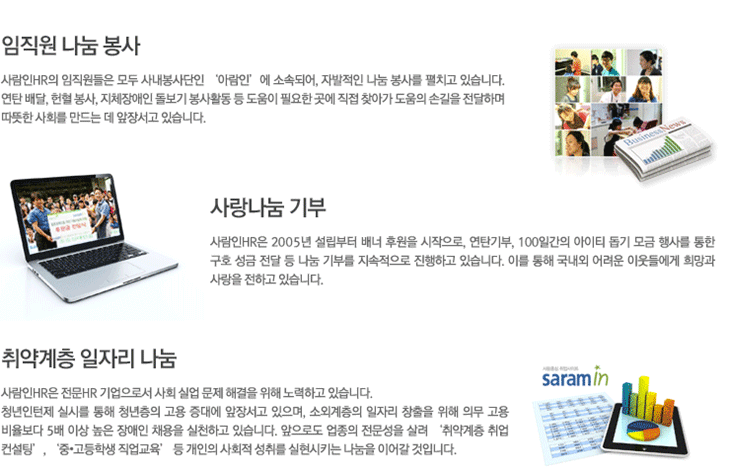 임직원 나눔 봉사
사람인HR의 임직원들은 모두 사내봉사단인 ‘아람인’에 소속되어, 자발적인 나눔 봉사를 펼치고 있습니다.
연탄 배달, 헌혈 봉사, 지체장애인 돌보기 봉사활동 등 도움이 필요한 곳에 직접 찾아가 도움의 손길을 전달하며
따뜻한 사회를 만드는 데 앞장서고 있습니다.
Business News
사랑나눔 기부
사람인HR은 2005년 설립부터 배너 후원을 시작으로, 연탄기부, 100일간의 아이티 돕기 모금 행사를 통한
구호 성금 전달 등 나눔 기부를 지속적으로 진행하고 있습니다. 이를 통해 국내외 어려운 이웃들에게 희망과
사랑을 전하고 있습니다.
취약계층 일자리 나눔
사람인HR은 전문HR 기업으로서 사회 실업 문제 해결을 위해 노력하고 있습니다.
청년인턴제 실시를 통해 청년층의 고용 증대에 앞장서고 있으며, 소외계층의 일자리 창출을 위해 의무 고용
비율보다 5배 이상 높은 장애인 채용을 실천하고 있습니다. 앞으로도 업종의 전문성을 살려 ‘취약계층 취업
컨설팅’, ‘중•고등학생 직업교육’ 등 개인의 사회적 성취를 실현시키는 나눔을 이어갈 것입니다.
saramin